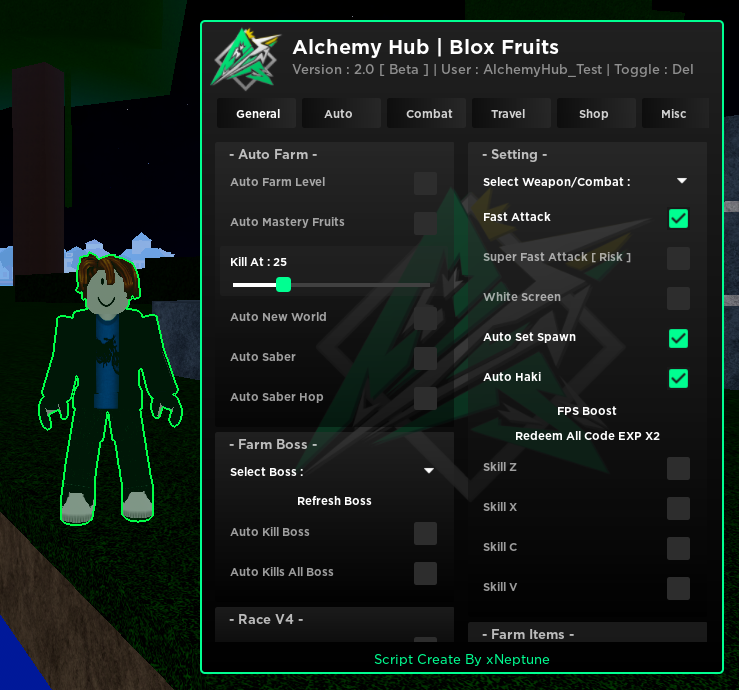 Alchemy Hub | Blox Fruits
Version : 2.0 [ Beta ] | User : AlchemyHub_Test | Toggle : Del
General
Auto
Combat
Travel
Shop
Misc
- Auto Farm -
Auto Farm Level
Auto Mastery Fruits
Kill At : 25
Auto New World
Auto Saber
Auto Saber Hop
- Farm Boss -
Select Boss :
Refresh Boss
Auto Kill Boss
Auto Kills All Boss
- Race V4 -
- Setting -
Select Weapon/Combat :
Fast Attack
Super Fast Attack [ Risk ]
White Screen
Auto Set Spawn
Auto Haki
FPS Boost
Redeem All Code EXP X2
Skill Z
Skill X
Skill C
Skill V
- Farm Items -
Script Create By xNeptune